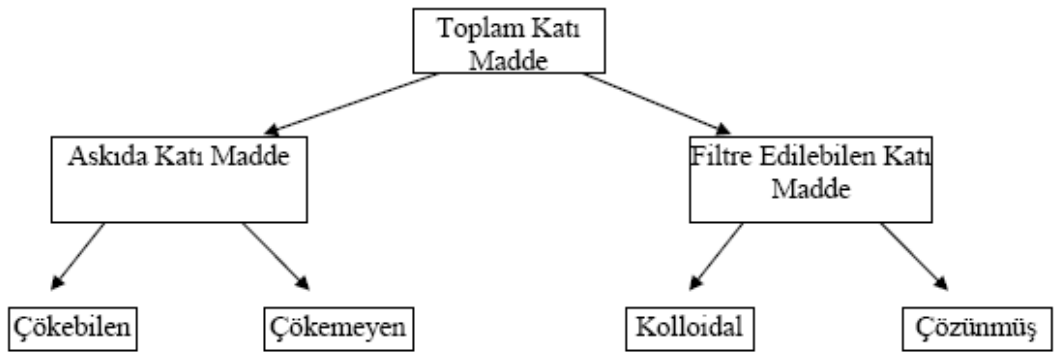 Toplam Katı
Madde
Askıda Katı Madde
Filtre Edilebilen Katı
Madde
Çökebilen
Çökemeyen
Kolloidal
Çözünmüş